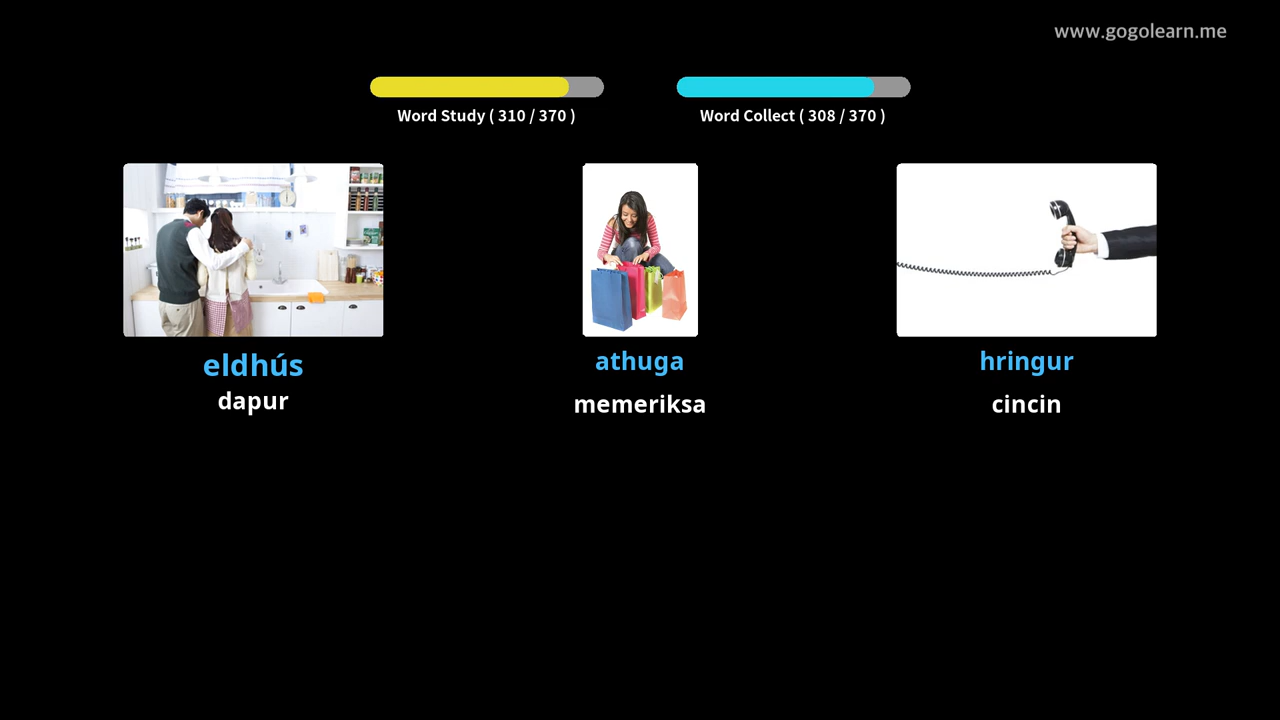 www.gogolearn.me
Word Study ( 310 / 370 )
Word Collect ( 308 / 370 )
eldhús
dapur
athuga
memeriksa
hringur
cincin